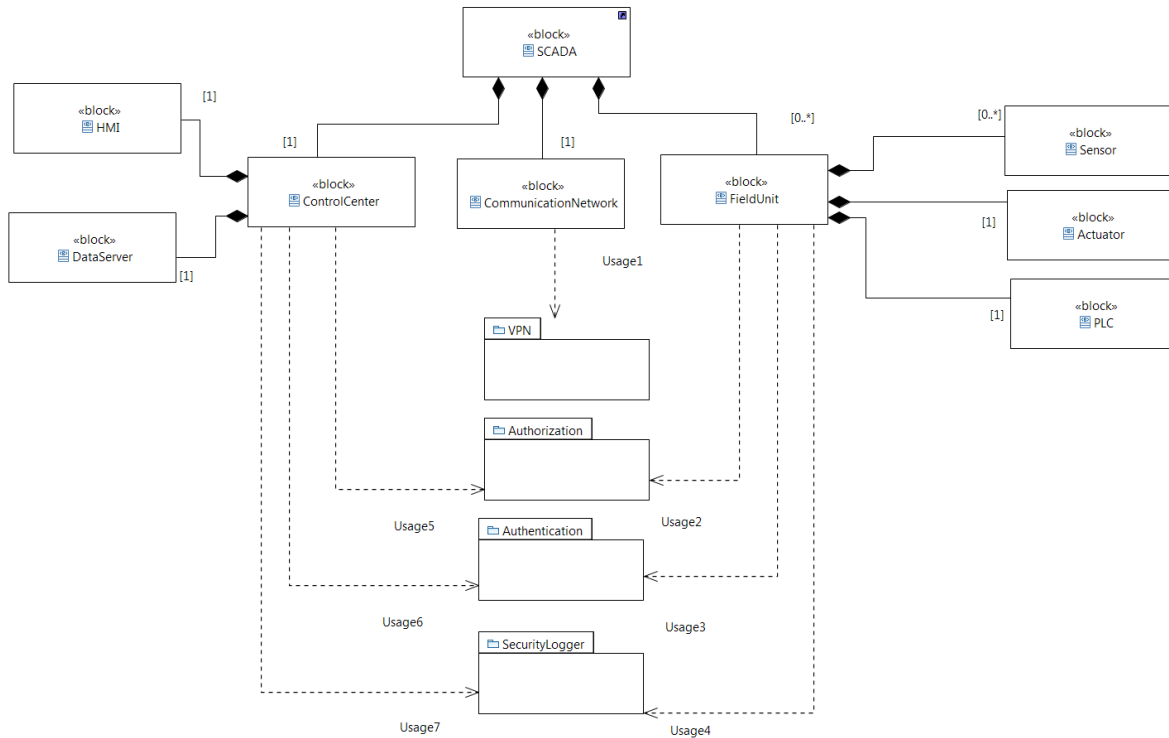 «block»
SCADA
«block»
HMI
[1]
[1]
[1]
[0..*]
[0..*]
«block»
Sensor
«block»
ControlCenter
«block»
CommunicationNetwork
«block»
FieldUnit
«block»
DataServer
[1]
[1]
«block»
Actuator
Usage1
[1]
«block»
PLC
VPN
Authorization
Usage5
Usage2
Authentication
Usage6
Usage3
SecurityLogger
Usage7
Usage4